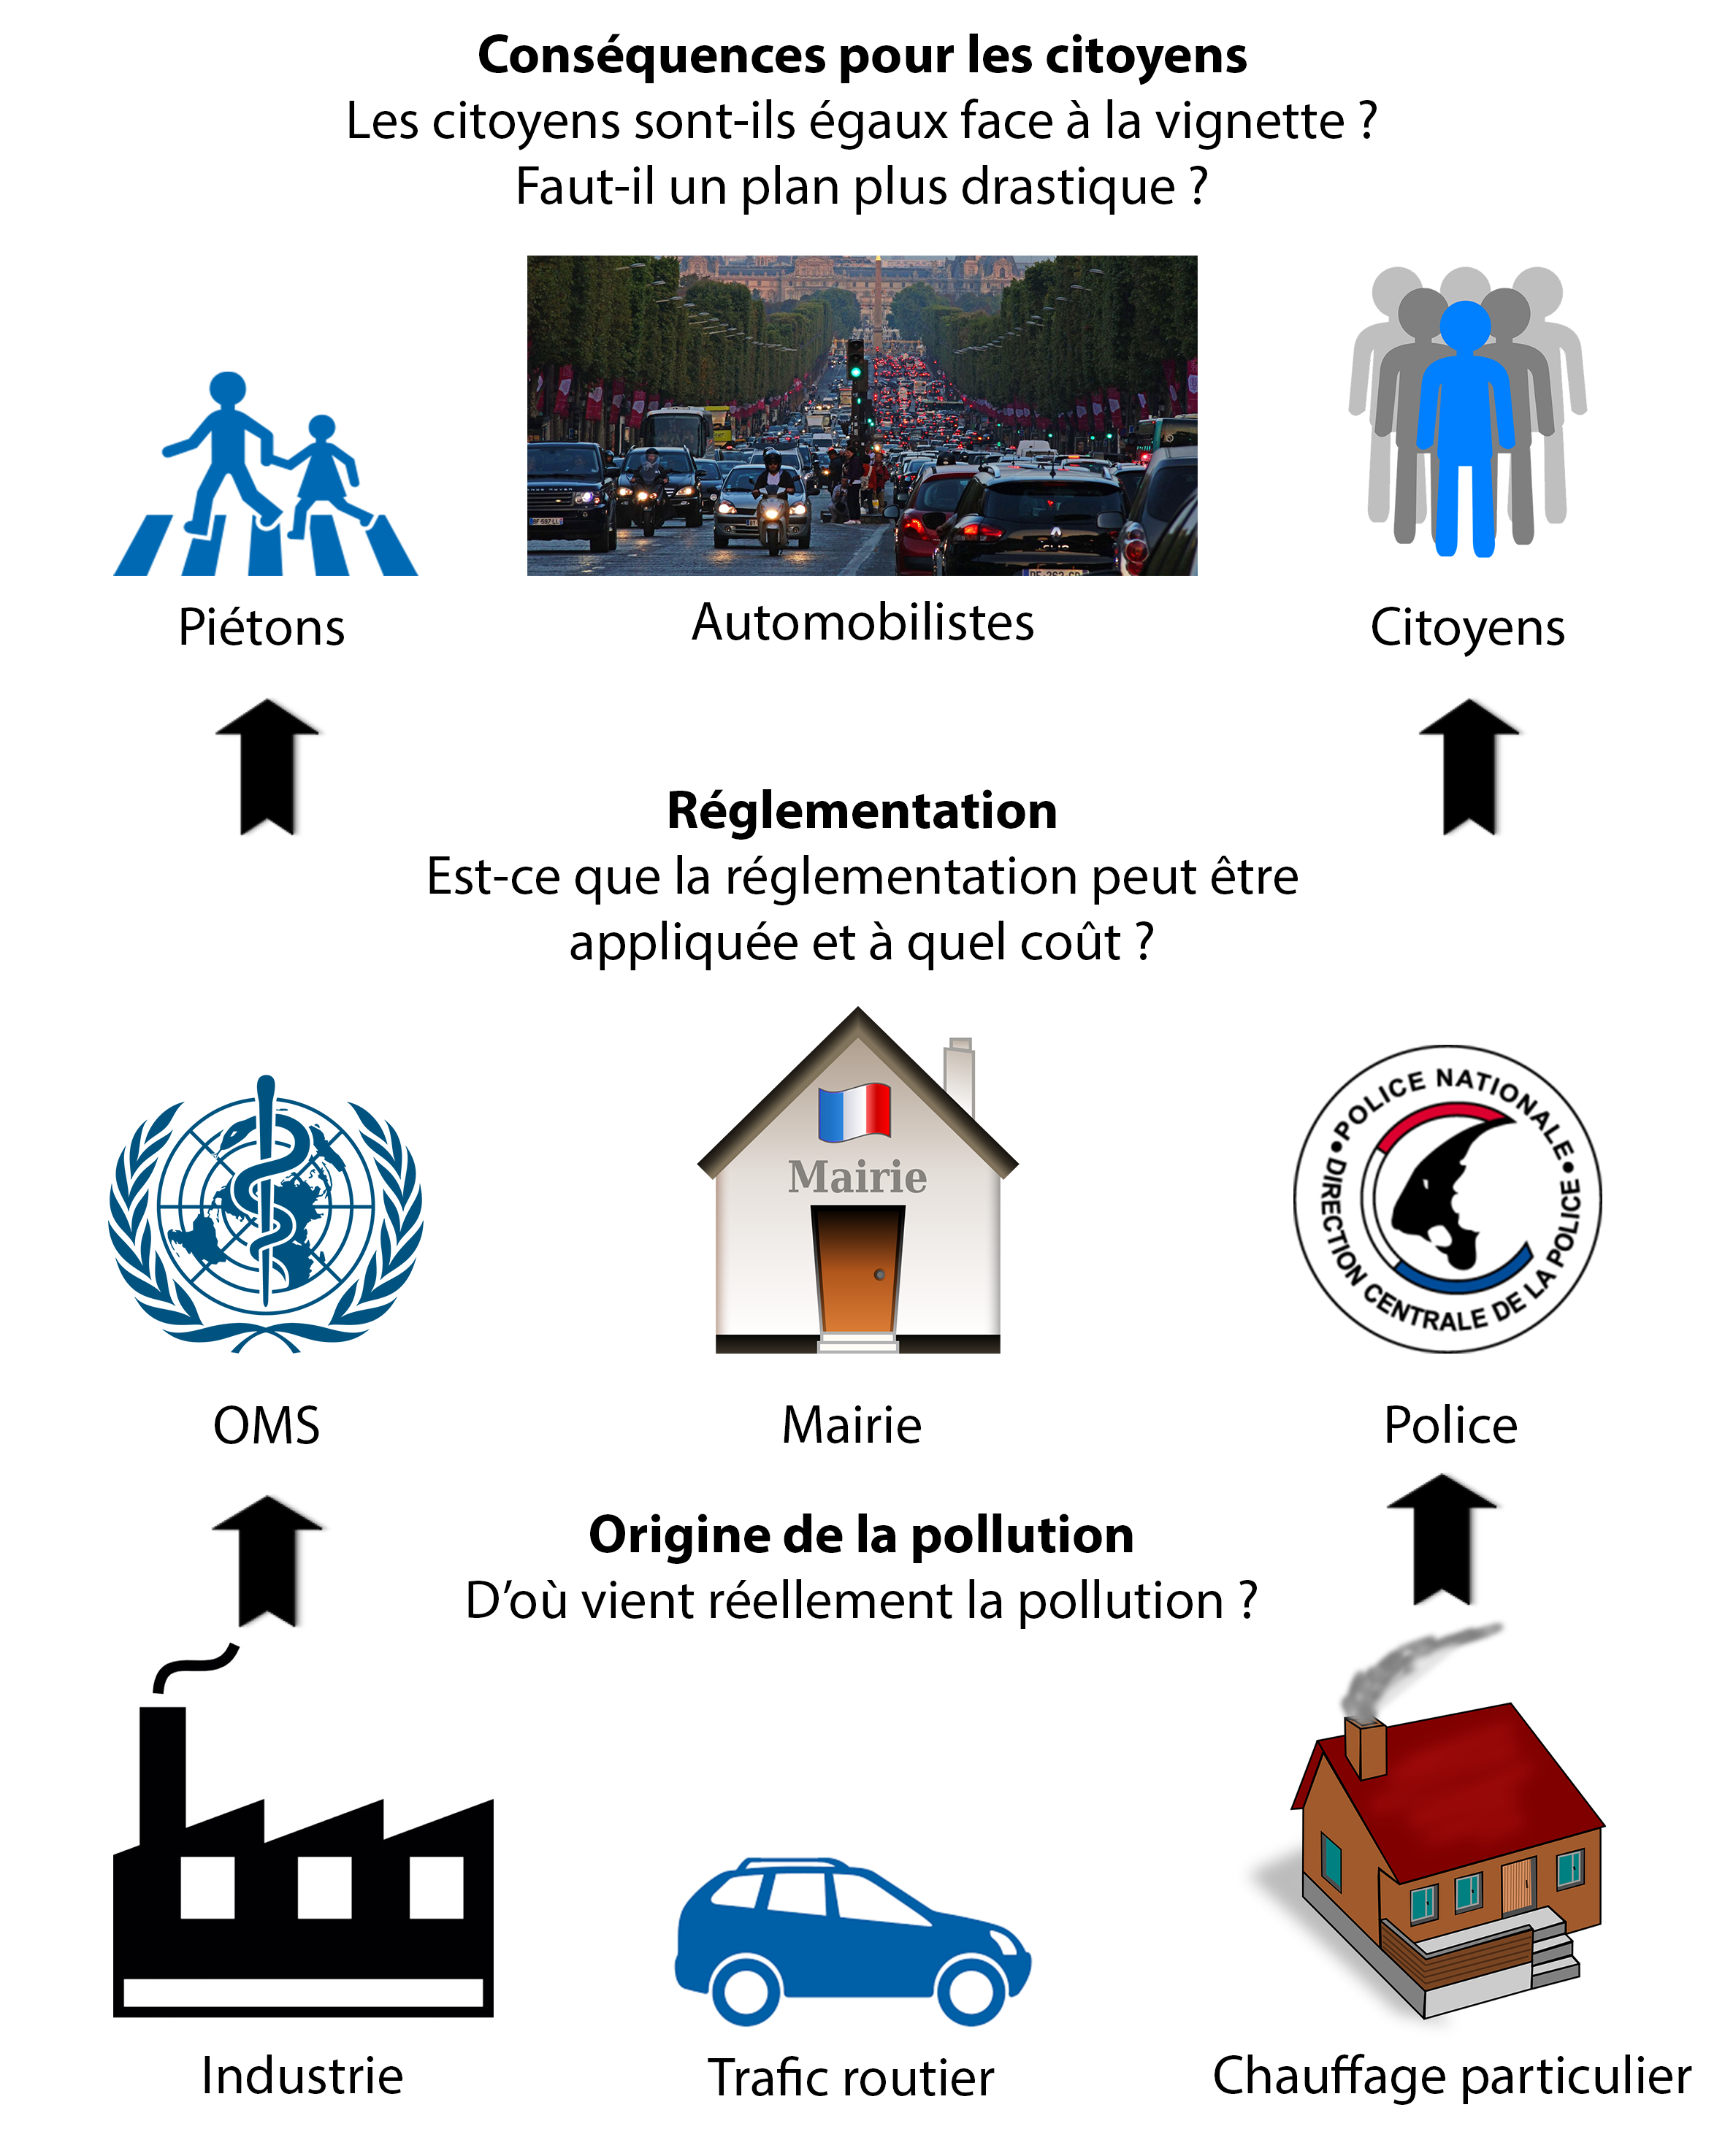 Conséquences pour les citoyens
Les citoyens sont-ils égaux face à la vignette ?
Faut-il un plan plus drastique ?
Piétons
Automobilistes
Citoyens
Réglementation
Est-ce que la réglementation peut être
appliquée et à quel coût ?
Mairie
•POLICE NATIONALE•
DIRECTION CENTRALE DE LA POLICE
OMS
Mairie
Police
Origine de la pollution
D’où vient réellement la pollution ?
Industrie
Trafic routier
Chauffage particulier